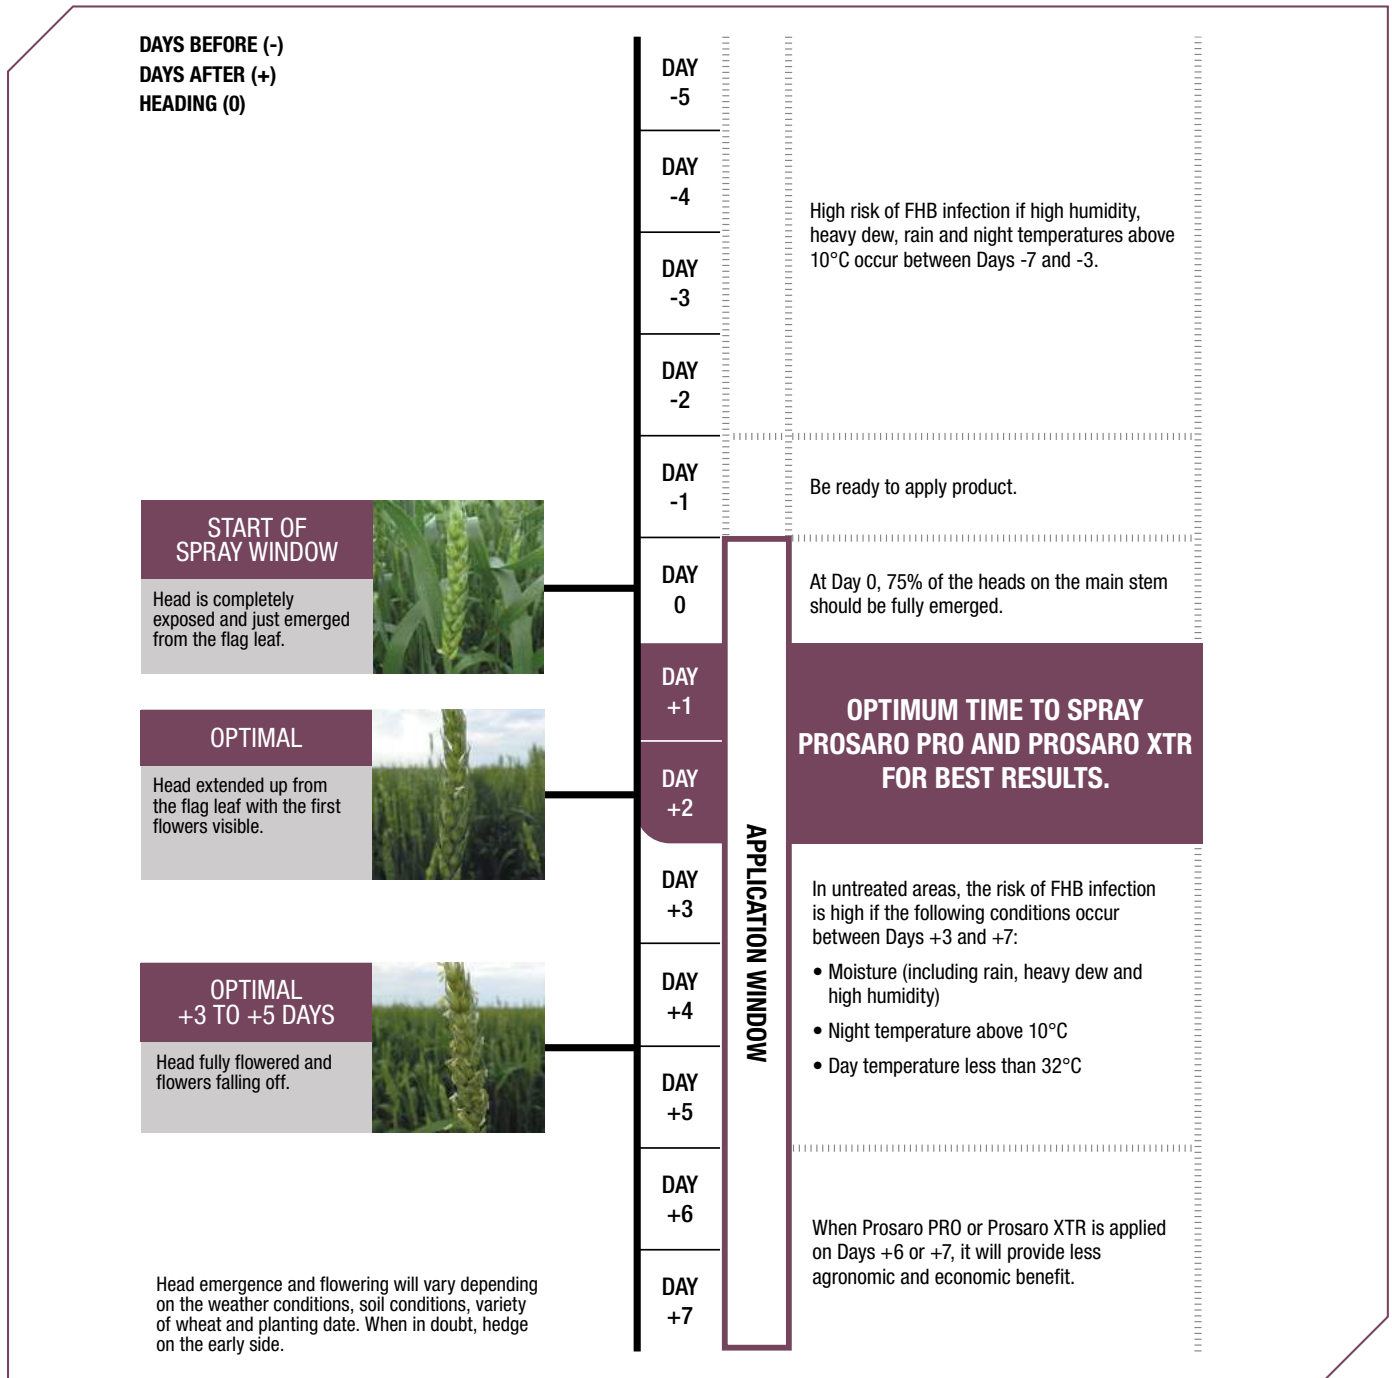 DAYS BEFORE (-)
DAYS AFTER (+)
HEADING (0)
DAY
-5
DAY
-4
High risk of FHB infection if high humidity,
heavy dew, rain and night temperatures above
10°C occur between Days -7 and -3.
DAY
-3
DAY
-2
DAY
-1
Be ready to apply product.
START OF
SPRAY WINDOW
Head is completely
exposed and just emerged
from the flag leaf.
DAY
0
At Day 0, 75% of the heads on the main stem
should be fully emerged.
DAY
+1
OPTIMUM TIME TO SPRAY
PROSARO PRO AND PROSARO XTR
FOR BEST RESULTS.
OPTIMAL
Head extended up from
the flag leaf with the first
flowers visible.
DAY
+2
APPLICATION WINDOW
DAY
+3
In untreated areas, the risk of FHB infection
is high if the following conditions occur
between Days +3 and +7:
• Moisture (including rain, heavy dew and
high humidity)
• Night temperature above 10°C
• Day temperature less than 32°C
OPTIMAL
+3 TO +5 DAYS
Head fully flowered and
flowers falling off.
DAY
+4
DAY
+5
DAY
+6
When Prosaro PRO or Prosaro XTR is applied
on Days +6 or +7, it will provide less
agronomic and economic benefit.
DAY
+7
Head emergence and flowering will vary depending
on the weather conditions, soil conditions, variety
of wheat and planting date. When in doubt, hedge
on the early side.